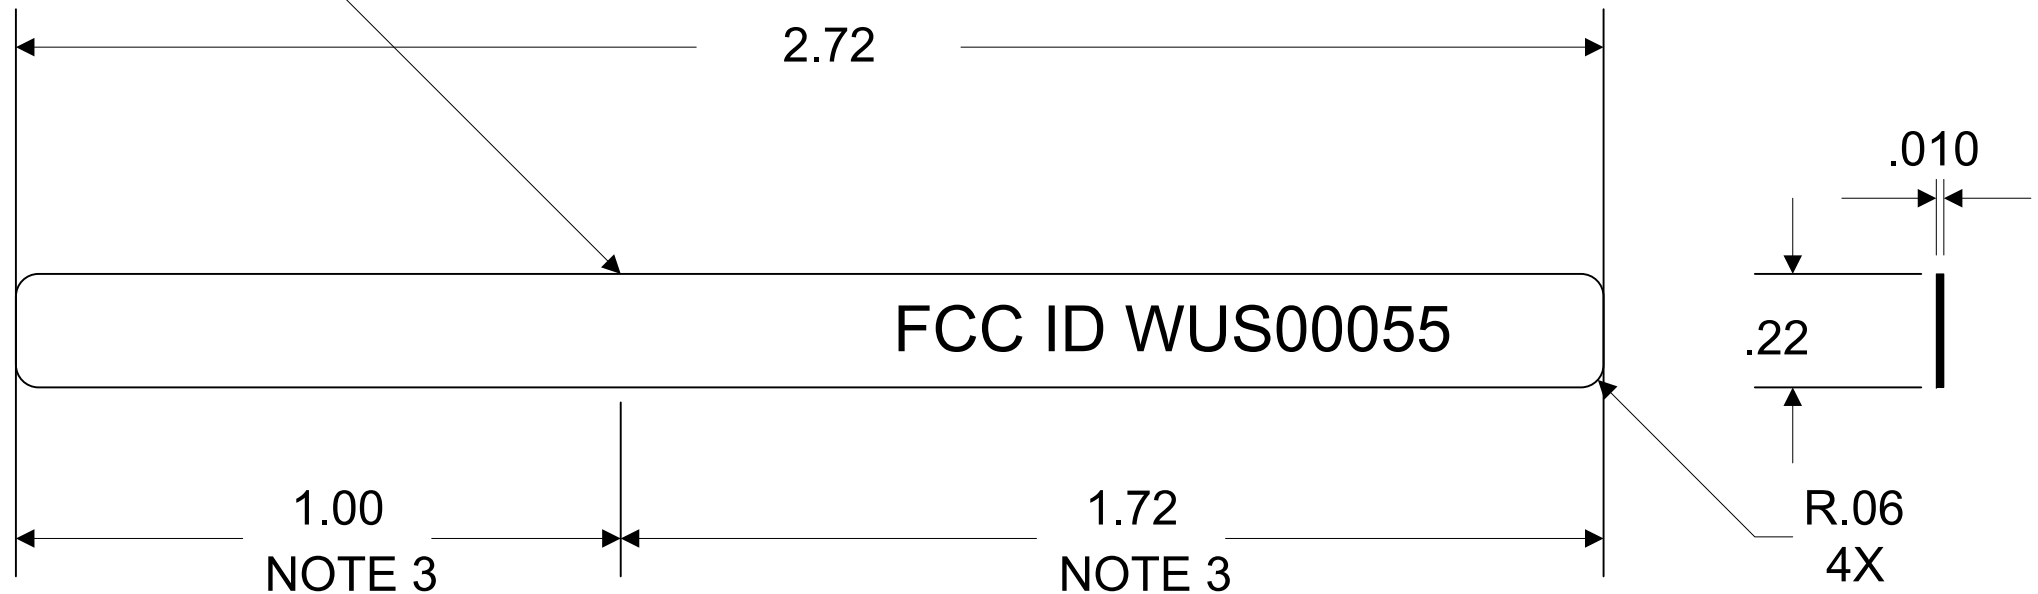 2.72
.010
FCC ID WUS00055
.22
1.00
NOTE 3
1.72
NOTE 3
R.06
4X